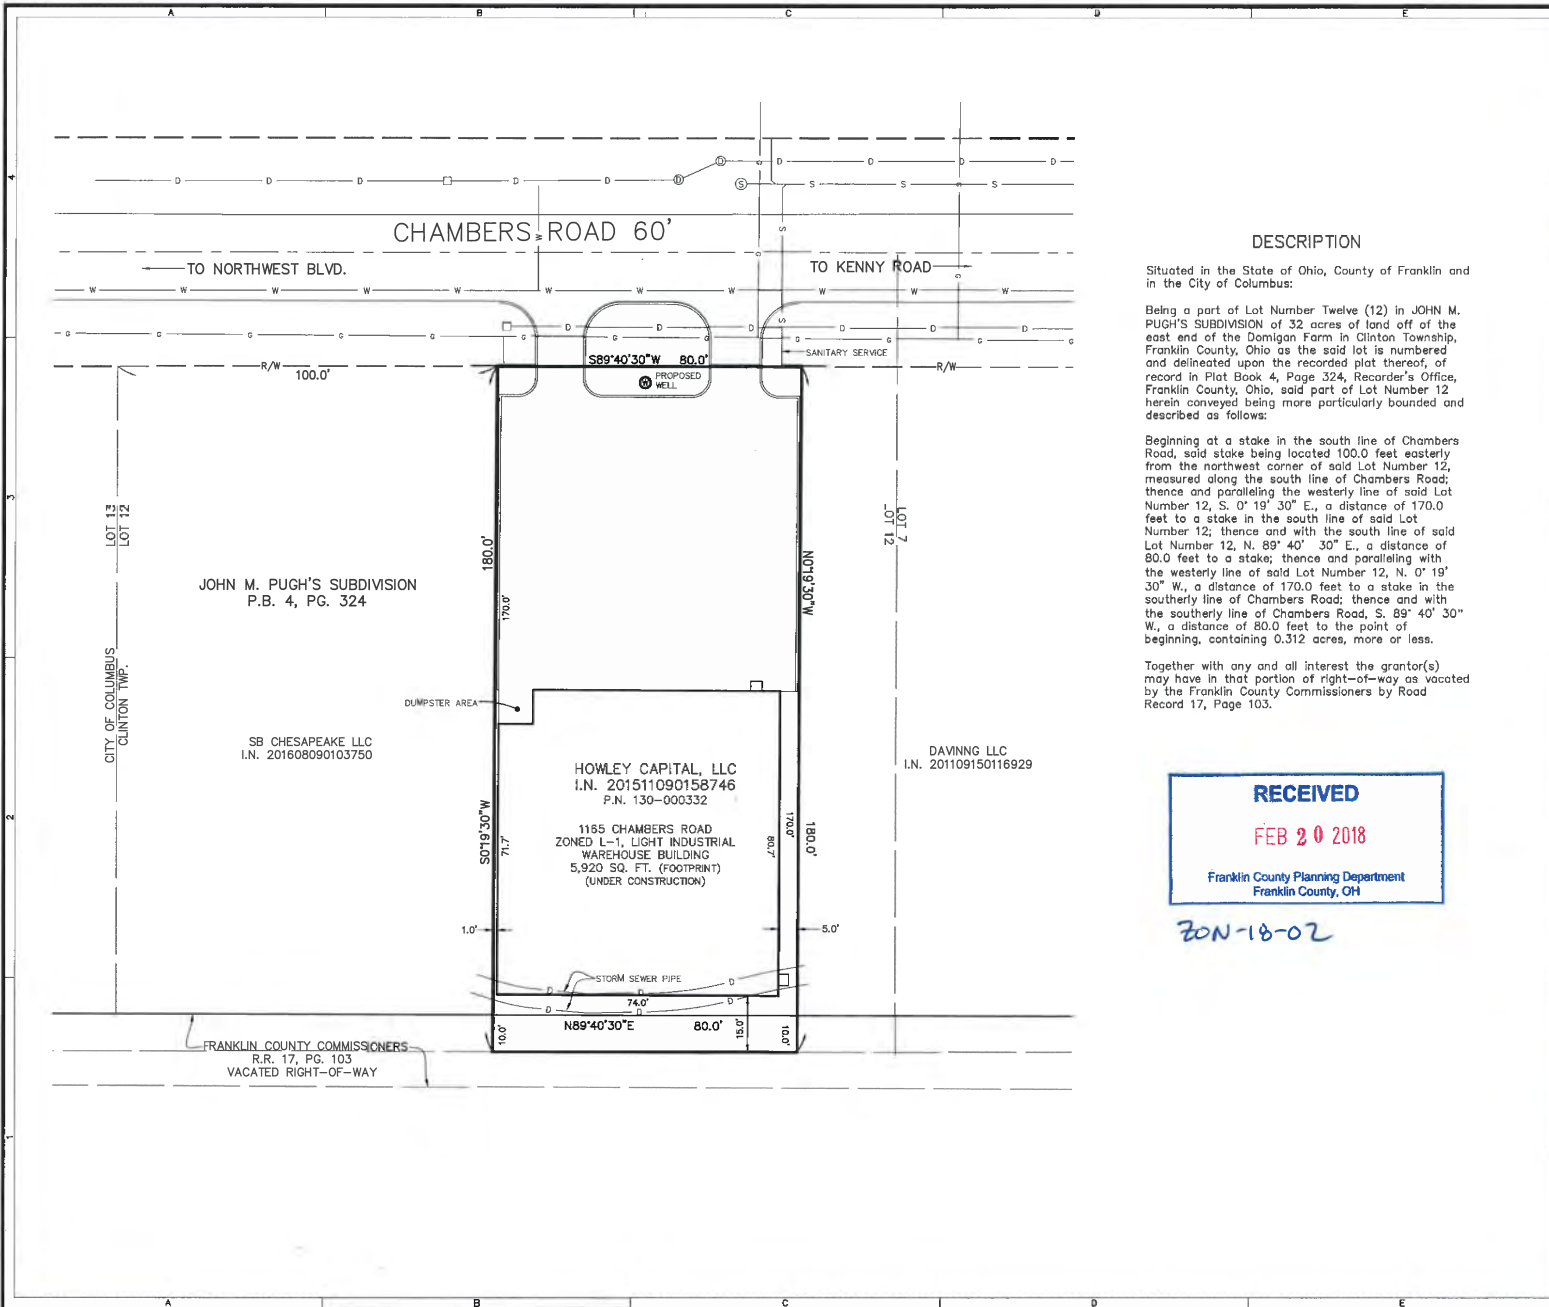 A B C D E
4
3
2
1
D D D D D
D
D D D D D
S S S S
CHAMBERS ROAD 60'
W
S
G
TO NORTHWEST BLVD.
TO KENNY ROAD
W W W W W W W W W W W
D D D D D D
S
G G G G G G G G G G G
SANITARY SERVICE
S89°40'30"W 80.0'
R/W
100.0'
W PROPOSED
WELL
R/W
LOT 13
LOT 12
LOT 7
LOT 12
180.0'
170.0'
N0°19'30"W
JOHN M. PUGH'S SUBDIVISION
P.B. 4, PG. 324
CITY OF COLUMBUS
CLINTON TWP.
DUMPSTER AREA
SB CHESAPEAKE LLC
I.N. 201608090103750
HOWLEY CAPITAL, LLC
I.N. 201511090158746
P.N. 130-000332
1165 CHAMBERS ROAD
ZONED L-1, LIGHT INDUSTRIAL
WAREHOUSE BUILDING
5,920 SQ. FT. (FOOTPRINT)
(UNDER CONSTRUCTION)
DAVINNG LLC
I.N. 201109150116929
S0°19'30"W
71.7'
80.7'
170.0'
180.0'
1.0'
5.0'
STORM SEWER PIPE
D D D
74.0'
D D D
N89°40'30"E 80.0'
10.0'
15.0'
10.0'
FRANKLIN COUNTY COMMISSIONERS
R.R. 17, PG. 103
VACATED RIGHT-OF-WAY
DESCRIPTION
Situated in the State of Ohio, County of Franklin and
in the City of Columbus:
Being a part of Lot Number Twelve (12) in JOHN M.
PUGH'S SUBDIVISION of 32 acres of land off of the
east end of the Domigan Farm in Clinton Township,
Franklin County, Ohio as the said lot is numbered
and delineated upon the recorded plat thereof, of
record in Plat Book 4, Page 324, Recorder's Office,
Franklin County, Ohio, said part of Lot Number 12
herein conveyed being more particularly bounded and
described as follows:
Beginning at a stake in the south line of Chambers
Road, said stake being located 100.0 feet easterly
from the northwest corner of said Lot Number 12,
measured along the south line of Chambers Road;
thence and paralleling the westerly line of said Lot
Number 12, S. 0° 19' 30" E., a distance of 170.0
feet to a stake in the south line of said Lot
Number 12; thence and with the south line of said
Lot Number 12, N. 89° 40' 30" E., a distance of
80.0 feet to a stake; thence and paralleling with
the westerly line of said Lot Number 12, N. 0° 19'
30" W., a distance of 170.0 feet to a stake in the
southerly line of Chambers Road; thence and with
the southerly line of Chambers Road, S. 89° 40' 30"
W., a distance of 80.0 feet to the point of
beginning, containing 0.312 acres, more or less.
Together with any and all interest the grantor(s)
may have in that portion of right-of-way as vacated
by the Franklin County Commissioners by Road
Record 17, Page 103.
RECEIVED
FEB 20 2018
Franklin County Planning Department
Franklin County, OH
ZON-18-02
A B C D E